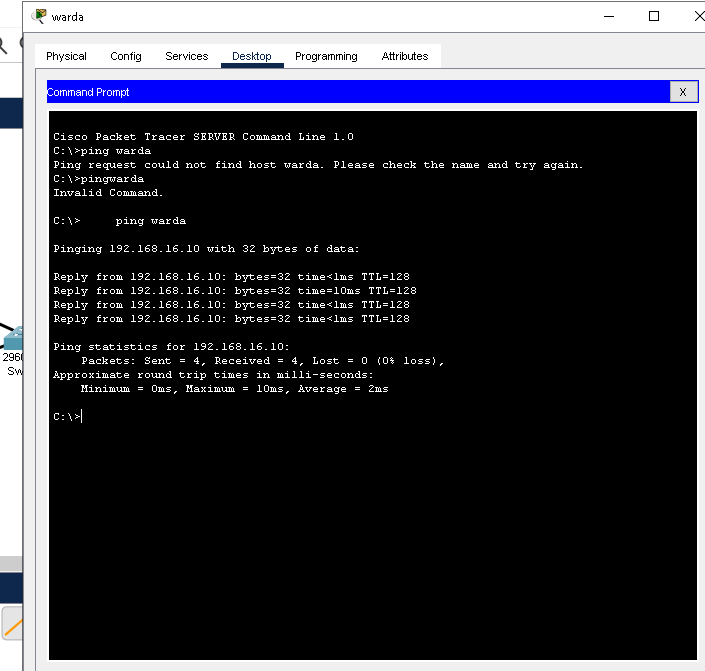 warda
Physical Config Services Desktop Programming Attributes
Command Prompt X
Cisco Packet Tracer SERVER Command Line 1.0
C:\>ping warda
Ping request could not find host warda. Please check the name and try again.
C:\>pingwarda
Invalid Command.
C:\>     ping warda
Pinging 192.168.16.10 with 32 bytes of data:
Reply from 192.168.16.10: bytes=32 time<1ms TTL=128
Reply from 192.168.16.10: bytes=32 time=10ms TTL=128
Reply from 192.168.16.10: bytes=32 time<1ms TTL=128
Reply from 192.168.16.10: bytes=32 time<1ms TTL=128
Ping statistics for 192.168.16.10:
    Packets: Sent = 4, Received = 4, Lost = 0 (0% loss),
Approximate round trip times in milli-seconds:
    Minimum = 0ms, Maximum = 10ms, Average = 2ms
C:\>
296
Sw